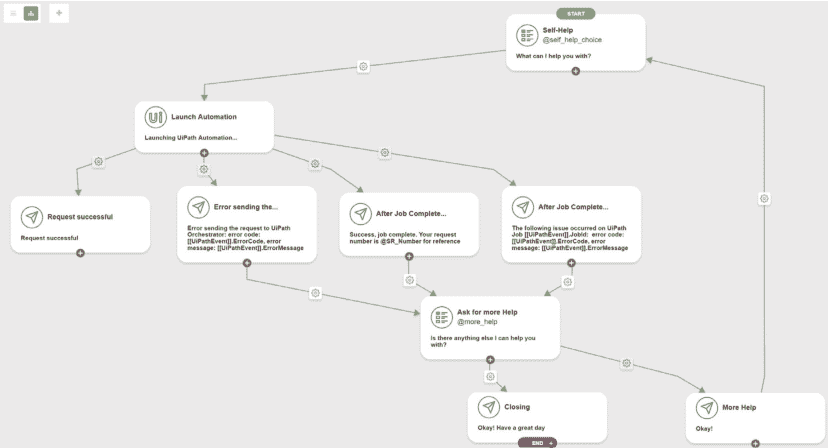 START
Self-Help
@self_help_choice
What can I help you with?
Ui
Launch Automation
Launching UiPath Automation...
Request successful
Request successful
Error sending the...
Error sending the request to UiPath
Orchestrator: error code:
[[UiPathEvent]].ErrorCode, error
message: [[UiPathEvent]].ErrorMessage
After Job Complete...
Success, job complete. Your request
number is @SR_Number for reference
After Job Complete...
The following issue occurred on UiPath
Job [[UiPathEvent]].JobId: error code:
[[UiPathEvent]].ErrorCode, error
message: [[UiPathEvent]].ErrorMessage
Ask for more Help
@more_help
Is there anything else I can help you
with?
Closing
Okay! Have a great day
END
More Help
Okay!